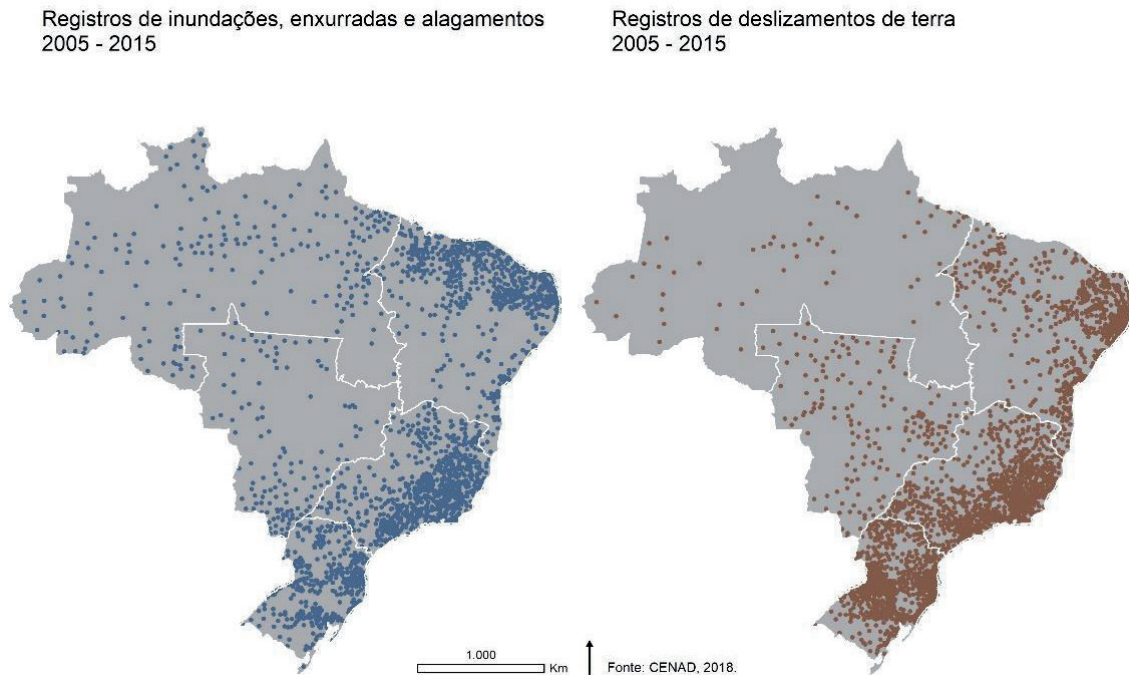 Registros de inundações, enxurradas e alagamentos
2005 - 2015
Registros de deslizamentos de terra
2005 - 2015
1.000
Km
Fonte: CENAD, 2018.